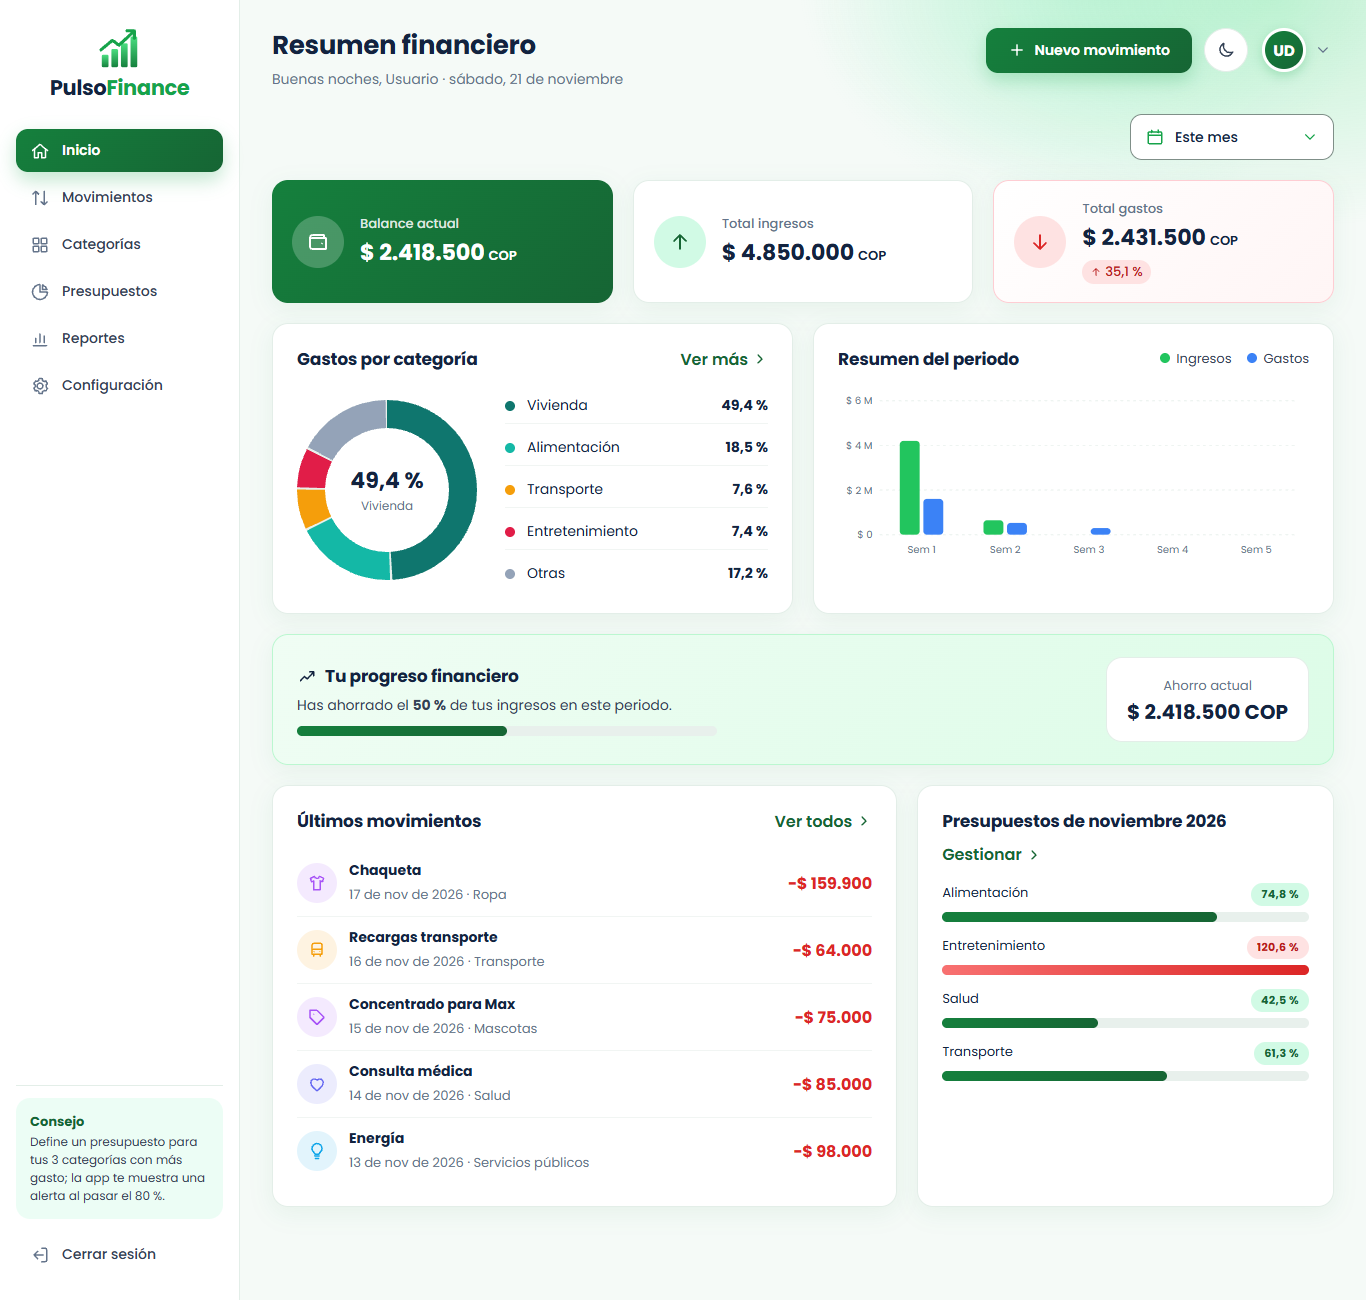 PulsoFinance
Inicio
Movimientos
Categorías
Presupuestos
Reportes
Configuración
Consejo
Define un presupuesto para
tus 3 categorías con más
gasto; la app te muestra una
alerta al pasar el 80 %.
Cerrar sesión
Resumen financiero
Buenas noches, Usuario · sábado, 21 de noviembre
Nuevo movimiento
UD
Este mes
Balance actual
$ 2.418.500 COP
Total ingresos
$ 4.850.000 COP
Total gastos
$ 2.431.500 COP
↑ 35,1 %
Gastos por categoría
Ver más
49,4 %
Vivienda
Vivienda 49,4 %
Alimentación 18,5 %
Transporte 7,6 %
Entretenimiento 7,4 %
Otras 17,2 %
Resumen del periodo
Ingresos Gastos
$ 6 M
$ 4 M
$ 2 M
$ 0
Sem 1 Sem 2 Sem 3 Sem 4 Sem 5
Tu progreso financiero
Has ahorrado el 50 % de tus ingresos en este periodo.
Ahorro actual
$ 2.418.500 COP
Últimos movimientos
Ver todos
Chaqueta
17 de nov de 2026 · Ropa
-$ 159.900
Recargas transporte
16 de nov de 2026 · Transporte
-$ 64.000
Concentrado para Max
15 de nov de 2026 · Mascotas
-$ 75.000
Consulta médica
14 de nov de 2026 · Salud
-$ 85.000
Energía
13 de nov de 2026 · Servicios públicos
-$ 98.000
Presupuestos de noviembre 2026
Gestionar
Alimentación 74,8 %
Entretenimiento 120,6 %
Salud 42,5 %
Transporte 61,3 %